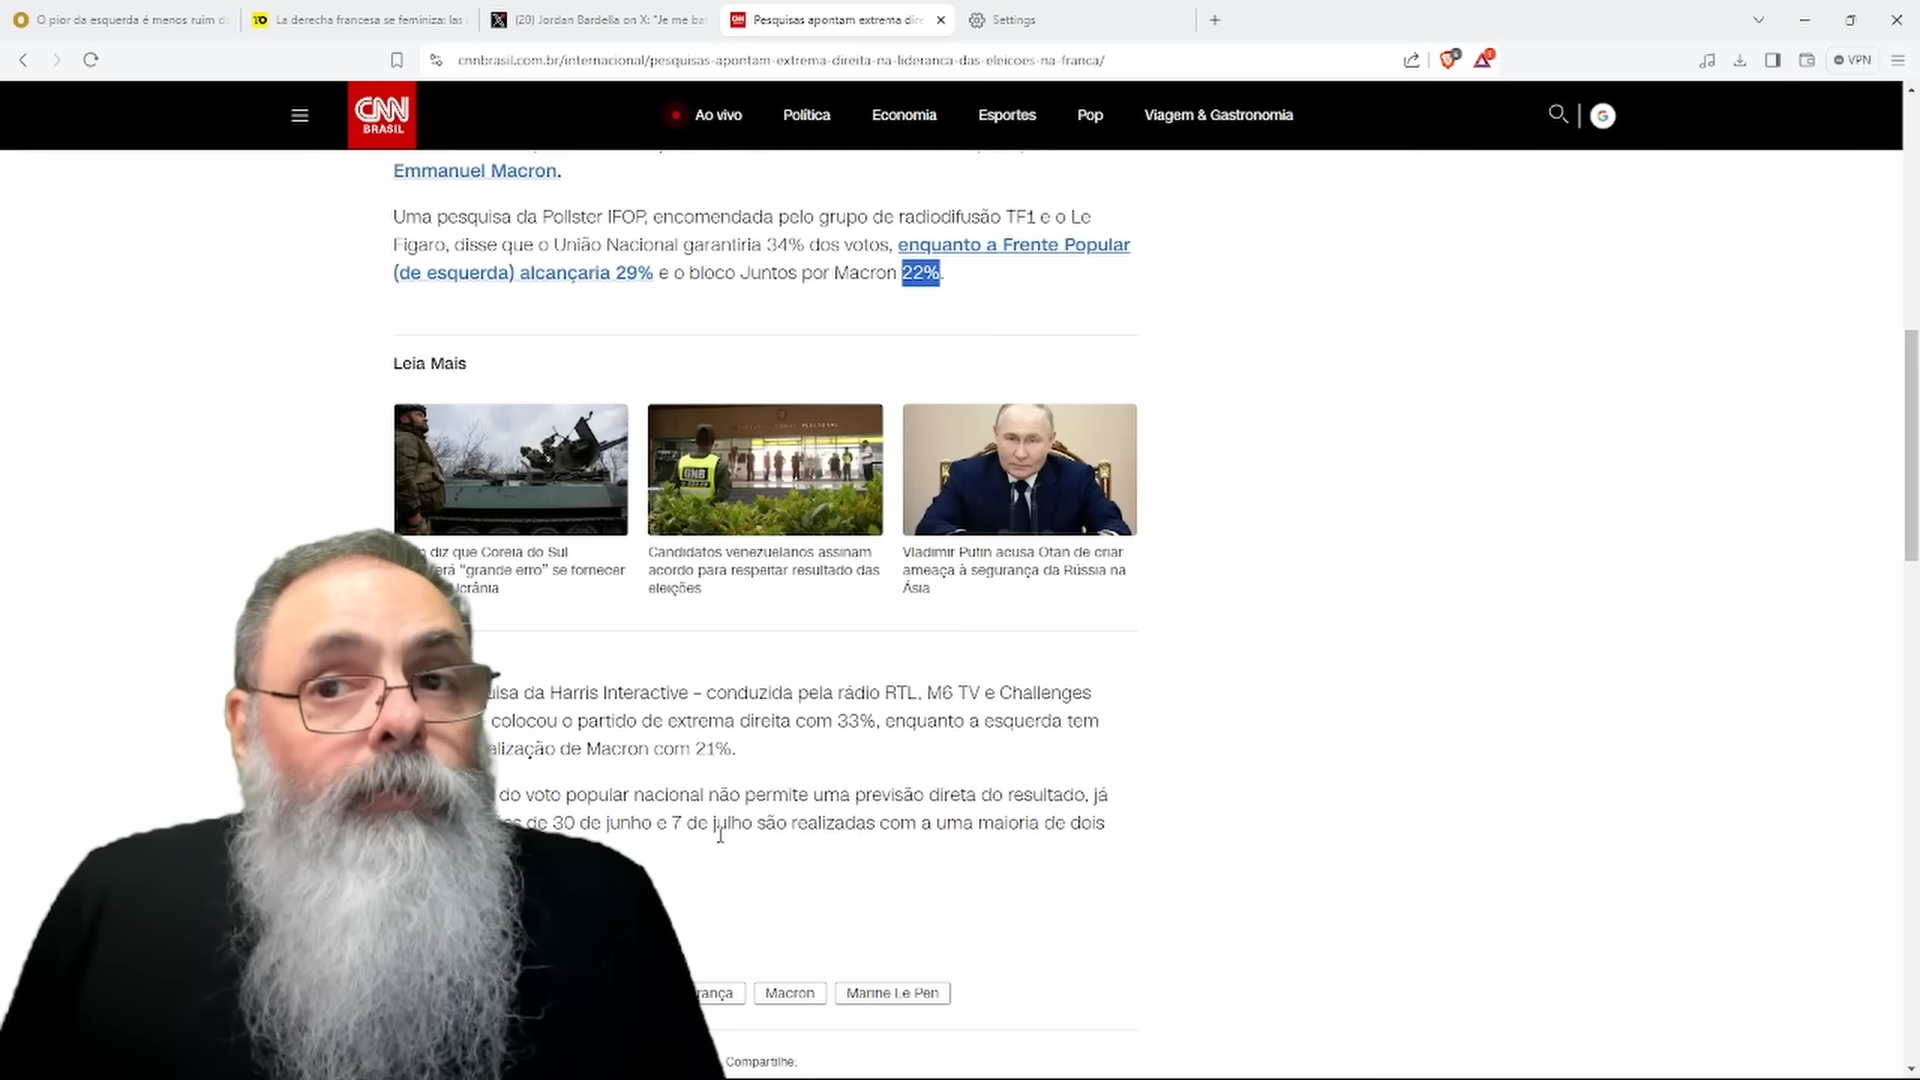 O pior da esquerda é menos ruim d
La derecha francesa se feminiza: las
(20) Jordan Bardella on X: "Je me bat
Pesquisas apontam extrema dire
Settings
cnnbrasil.com.br/internacional/pesquisas-apontam-extrema-direita-na-lideranca-das-eleicoes-na-franca/
VPN
CNN
BRASIL
Ao vivo
Política
Economia
Esportes
Pop
Viagem & Gastronomia
Emmanuel Macron.
Uma pesquisa da Pollster IFOP, encomendada pelo grupo de radiodifusão TF1 e o Le
Figaro, disse que o União Nacional garantiria 34% dos votos, enquanto a Frente Popular
(de esquerda) alcançaria 29% e o bloco Juntos por Macron 22%.
Leia Mais
GNB
diz que Coreia do Sul
erá "grande erro" se fornecer
Ucrânia
Candidatos venezuelanos assinam
acordo para respeitar resultado das
eleições
Vladimir Putin acusa Otan de criar
ameaça à segurança da Rússia na
Ásia
uisa da Harris Interactive – conduzida pela rádio RTL, M6 TV e Challenges
colocou o partido de extrema direita com 33%, enquanto a esquerda tem
alização de Macron com 21%.
do voto popular nacional não permite uma previsão direta do resultado, já
de 30 de junho e 7 de julho são realizadas com a uma maioria de dois
rança
Macron
Marine Le Pen
Compartilhe: